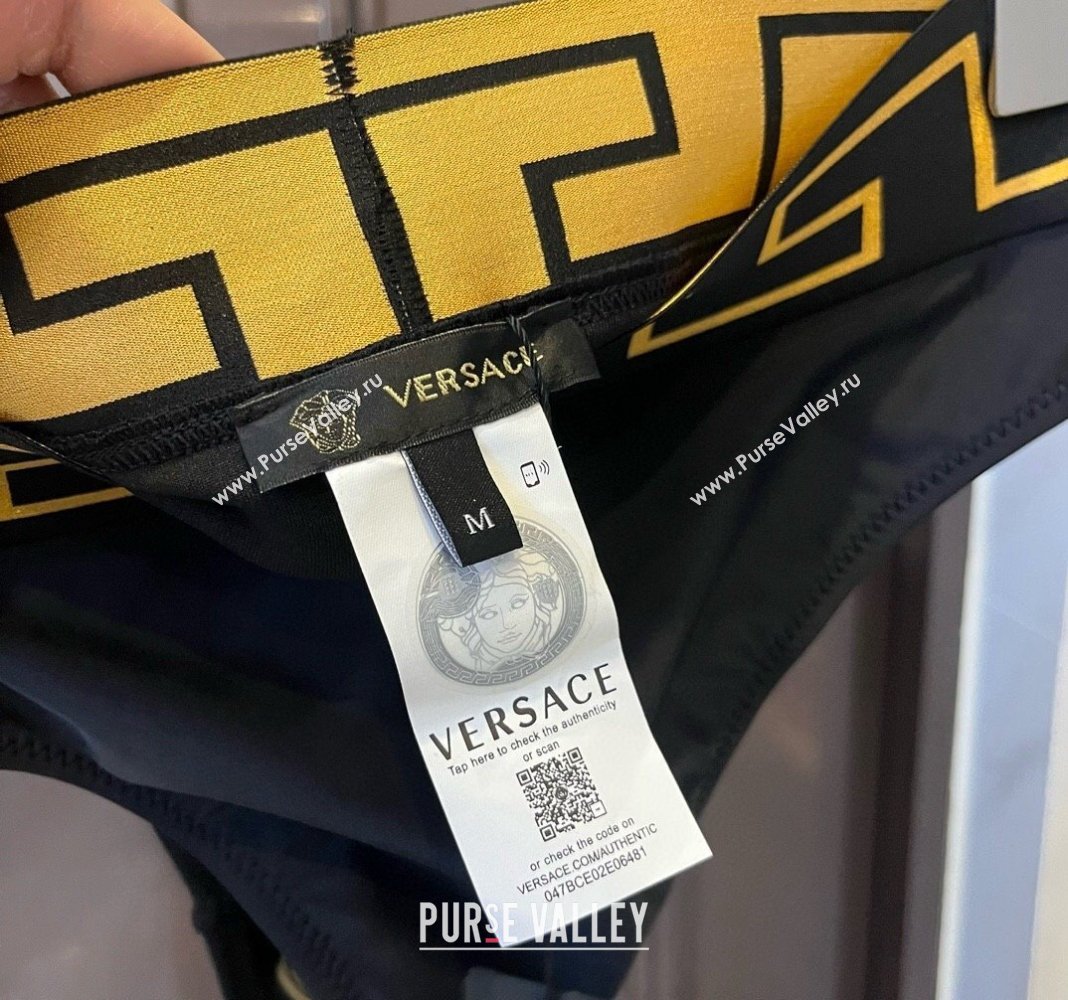 VERSACE
www.PurseValley.ru
www.PurseValley.ru
M
VERSACE
Tap here to check the authenticity
or scan
or check the code on
VERSACE.COM/AUTHENTIC
047BCE02E06481
PURSE VALLEY